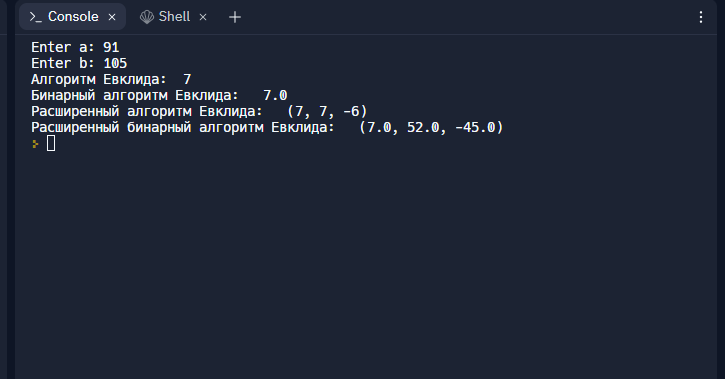 Console × Shell × +
Enter a: 91
Enter b: 105
Алгоритм Евклида:  7
Бинарный алгоритм Евклида:   7.0
Расширенный алгоритм Евклида:   (7, 7, -6)
Расширенный бинарный алгоритм Евклида:   (7.0, 52.0, -45.0)